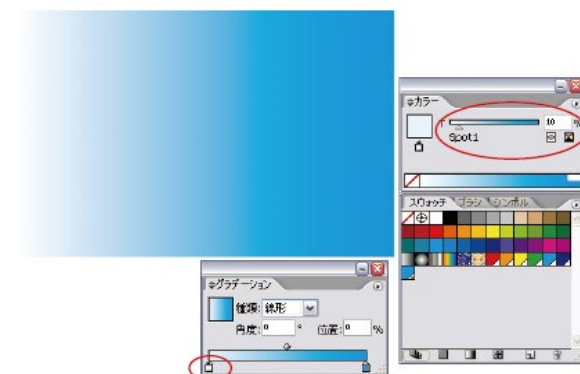 カラー
T 10 %
Spot1
スウォッチ ブラシ シンボル
グラデーション
種類: 線形
角度: 0 ° 位置: 0 %